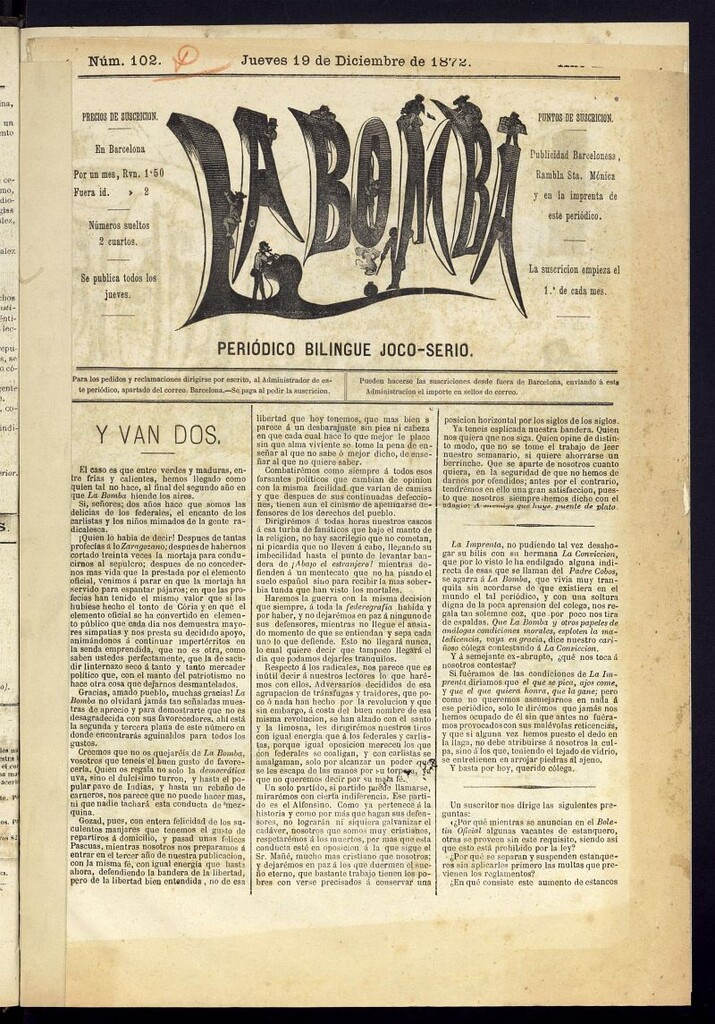 Núm. 102.
Jueves 19 de Diciembre de 1872.
PRECIOS DE SUSCRICION.
En Barcelona
Por un mes, Rvn. 1'50
Fuera id. » 2
Números sueltos
2 cuartos.
Se publica todos los
jueves.
LA BOMBA
PUNTOS DE SUSCRICION.
Publicidad Barcelonesa,
Rambla Sta. Mónica
y en la imprenta de
este periódico.
La suscricion empieza el
1.° de cada mes.
PERIÓDICO BILINGUE JOCO-SERIO.
Para los pedidos y reclamaciones dirigirse por escrito, al Administrador de es-
te periódico, apartado del correo. Barcelona.—Se paga al pedir la suscricion.
Pueden hacerse las suscriciones desde fuera de Barcelona, enviando á esta
Administracion el importe en sellos de correo.
Y VAN DOS.
El caso es que entre verdes y maduras, en-
tre frias y calientes, hemos llegado como
quien tal no hace, al final del segundo año en
que La Bomba hiende los aires.
Si, señores; dos años hace que somos las
delicias de los federales, el encanto de los
carlistas y los niños mimados de la gente ra-
dicalesca.
¡Quien lo habia de decir! Despues de tantas
profecias á lo Zaragozano; despues de habernos
cortado treinta veces la mortaja para condu-
cirnos al sepulcro; despues de no conceder-
nos mas vida que la prestada por el elemento
oficial, venimos á parar en que la mortaja ha
servido para espantar pájaros; en que las pro-
fecias han tenido el mismo valor que si las
hubiése hecho el tonto de Cória y en que el
elemento oficial se ha convertido en elemen-
to público que cada dia nos demuestra mayo-
res simpatias y nos presta su decidido apoyo,
animándonos á continuar impertérritos en
la senda emprendida, que no es otra, como
saben ustedes perfectamente, que la de sacu-
dir linternazo seco á tanto y tanto mercader
político que, con el manto del patriotismo no
hace otra cosa que dejarnos desmantelados.
Gracias, amado pueblo, muchas gracias! La
Bomba no olvidará jamás tan señaladas mues-
tras de aprecio y para demostrarte que no es
desagradecida con sus favorecedores, ahí está
la segunda y tercera plana de este número en
donde encontrarás aguinaldos para todos los
gustos.
Creemos que no os quejaréis de La Bomba,
vosotros que teneis el buen gusto de favore-
cerla. Quien os regala no solo la democrática
uva, sino el dulcísimo turron, y hasta el po-
pular pavo de Indias, y hasta un rebaño de
carneros, nos parece que no puede hacer mas,
ni que nadie tachará esta conducta de mez-
quina.
Gozad, pues, con entera felicidad de los su-
culentos manjares que tenemos el gusto de
repartiros á domicilio, y pasad unas felices
Pascuas, mientras nosotros nos preparamos á
entrar en el tercer año de nuestra publicacion,
con la misma fé, con igual energia que hasta
ahora, defendiendo la bandera de la libertad,
pero de la libertad bien entendida, no de esa
libertad que hoy tenemos, que mas bien s
parece á un desbarajuste sin pies ni cabeza
en que cada cual hace lo que mejor le place
sin que alma viviente se tome la pena de en-
señar al que no sabe ó mejor dicho, de ense-
ñar al que no quiere saber.
Combatirémos como siempre á todos esos
farsantes políticos que cambian de opinion
con la misma facilidad que varian de camisa
y que despues de sus continuadas defeccio-
nes, tienen aun el cinismo de apellidarse de-
fensores de los derechos del pueblo.
Dirigirémos á todas horas nuestros cascos
á esa turba de fanáticos que bajo el manto de
la religion, no hay sacrilegio que no cometan,
ni picardia que no lleven á cabo, llegando su
imbecilidad hasta el punto de levantar ban-
dera de ¡Abajo el estranjero! mientras de-
fienden á un mentecato que no ha pisado el
suelo español sino para recibir la mas sober-
bia tunda que han visto los mortales.
Harémos la guerra con la misma decision
que siempre, á toda la federegrafia habida y
por haber, y no dejarémos en paz á ninguno de
sus defensores, mientras no llegue el ansia-
do momento de que se entiendan y sepa cada
uno lo que defiende. Esto no llegará nunca,
lo cual quiere decir que tampoco llegará el
dia que podamos dejarles tranquilos.
Respecto á los radicales, nos parece que es
inútil decir á nuestros lectores lo que haré-
mos con ellos. Adversarios decididos de esa
agrupacion de tránsfugas y traidores, que po-
co ó nada han hecho por la revolucion y que
sin embargo, á costa del buen nombre de esa
misma revolucion, se han alzado con el santo
y la limosna, les dirigirémos nuestros tiros
con igual energia que á los federales y carlis-
tas, porque igual opinion merecen los que
con federales se coaligan, y con carlistas se
amalgaman, solo por alcanzar un poder que
se les escapa de las manos por su torpeza, ya
que no queremos decir por su mala fé.
Un solo partido, si partido puede llamarse,
mirarémos con cierta indiferencia. Ese parti-
do es el Alfonsino. Como ya pertenece á la
historia y como por mas que hagan sus defen-
sores, no lograrán ni siquiera galvanizar el
cadáver, nosotros que somos muy cristianos,
respetarémos á los muertos, por mas que esta
conducta esté en oposicion á la que sigue el
Sr. Mañé, mucho mas cristiano que nosotros;
y dejarémos en paz á los que duermen el sue-
ño eterno, que bastante trabajo tienen los po-
bres con verse precisados á conservar una
posicion horizontal por los siglos de los siglos.
Ya teneis esplicada nuestra bandera. Quien
nos quiera que nos siga. Quien opine de distin-
to modo, que no se tome el trabajo de leer
nuestro semanario, si quiere ahorrárse un
berrinche. Que se aparte de nosotros cuanto
quiera, en la seguridad de que no hemos de
darnos por ofendidos; antes por el contrario,
tendrémos en ello una gran satisfaccion, pues-
to que nosotros siempre hemos dicho con el
adagio: A enemigo que huye, puente de plato.
La Imprenta, no pudiendo tal vez desaho-
gar su bilis con su hermana La Conviccion,
que por lo visto le ha endilgado alguna indi-
recta de esas que se llaman del Padre Cobos,
se agarra á La Bomba, que vivia muy tran-
quila sin acordarse de que existiera en el
mundo el tal periódico, y con una soltura
digna de la poca aprension del colega, nos re-
gala tan solemne coz, que por poco nos tira
de espaldas. Que La Bomba y otros papeles de
análogas condiciones morales, esploten la ma-
ledicencia, vaya en gracia, dice nuestro cari-
ñoso cólega contestando á La Conviccion.
Y á semejante ex-abrupto, ¿qué nos toca á
nosotros contestar?
Si fuéramos de las condiciones de La Im-
prenta diríamos que el que se pica, ajos come,
y que el que quiera honra, que la gane; pero
como no queremos asemejarnos en nada á
ese periódico, solo le dirémos que jamás nos
hemos ocupado de él sin que antes no fuéra-
mos provocados con sus malévolas reticencias,
y que si alguna vez hemos puesto el dedo en
la llaga, no debe atribuirse á nosotros la cul-
pa, sino á los que, teniendo el tejado de vidrio,
se entretienen en arrojar piedras al ajeno.
Y basta por hoy, querido cólega.
Un suscritor nos dirige las siguientes pre-
guntas:
«¿Por qué mientras se anuncian en el Bole-
tin Oficial algunas vacantes de estanquero,
otras se proveen sin este requisito, siendo así
que esto está prohibido por la ley?
»¿Por qué se separan y suspenden estanque-
ros sin aplicarles primero las multas que pre-
vienen los reglamentos?
¿En qué consiste este aumento de estancos